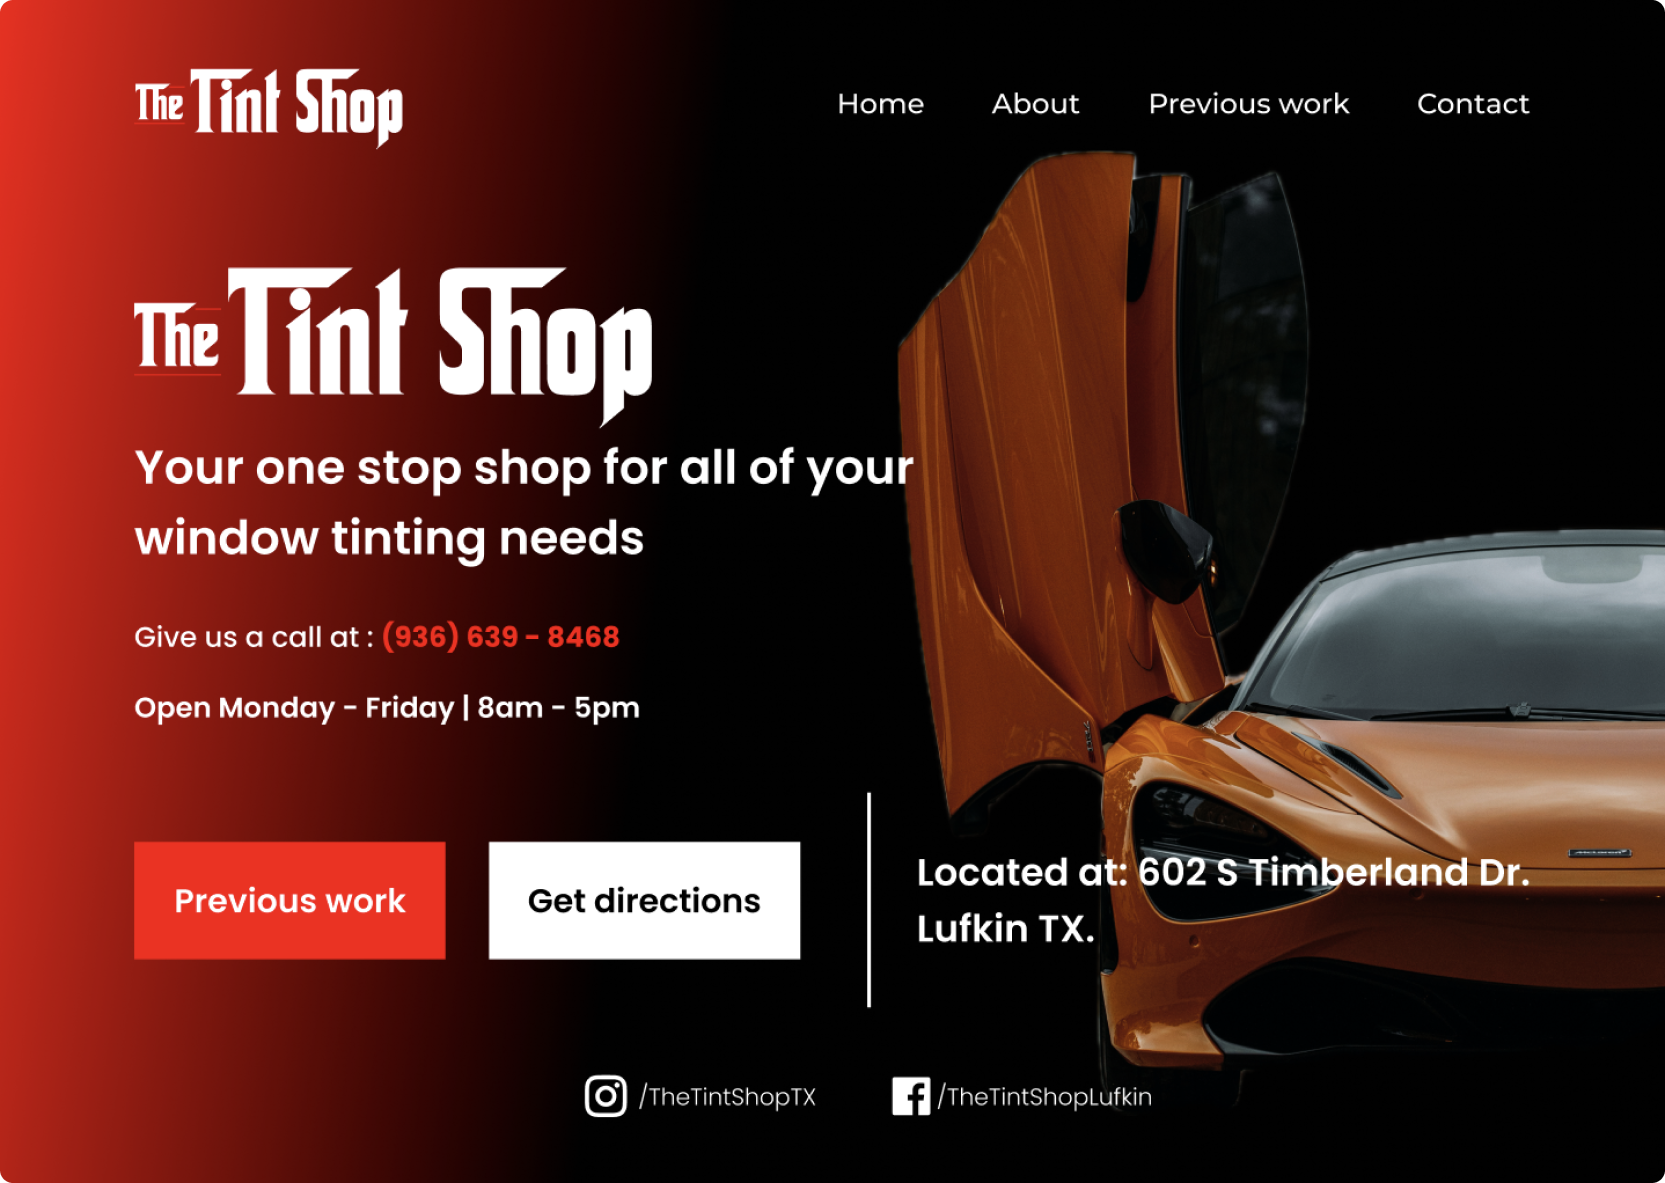 The Tint Shop
Home
About
Previous work
Contact
The Tint Shop
Your one stop shop for all of your
window tinting needs
Give us a call at : (936) 639 - 8468
Open Monday - Friday | 8am - 5pm
Previous work
Get directions
Located at: 602 S Timberland Dr.
Lufkin TX.
/TheTintShopTX
/TheTintShopLufkin